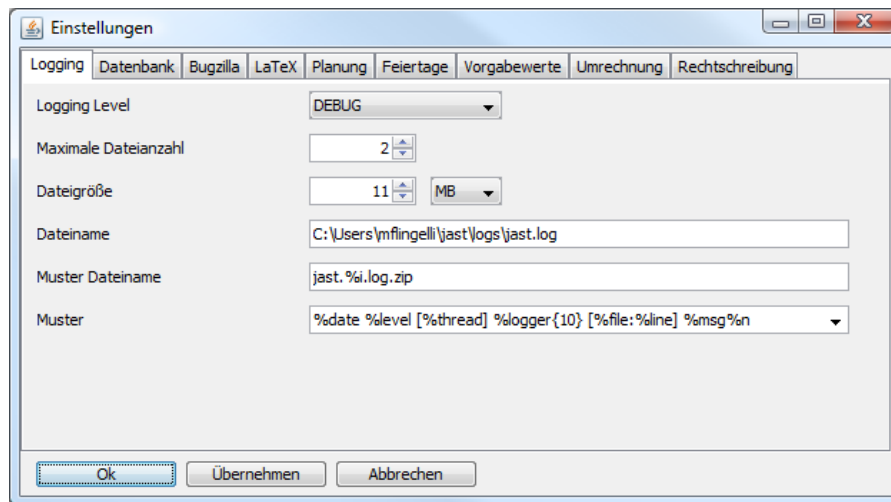 Einstellungen
Logging Datenbank Bugzilla LaTeX Planung Feiertage Vorgabewerte Umrechnung Rechtschreibung
Logging Level DEBUG
Maximale Dateianzahl 2
Dateigröße 11 MB
Dateiname C:\Users\mflingelli\jast\logs\jast.log
Muster Dateiname jast.%i.log.zip
Muster %date %level [%thread] %logger{10} [%file:%line] %msg%n
Ok Übernehmen Abbrechen